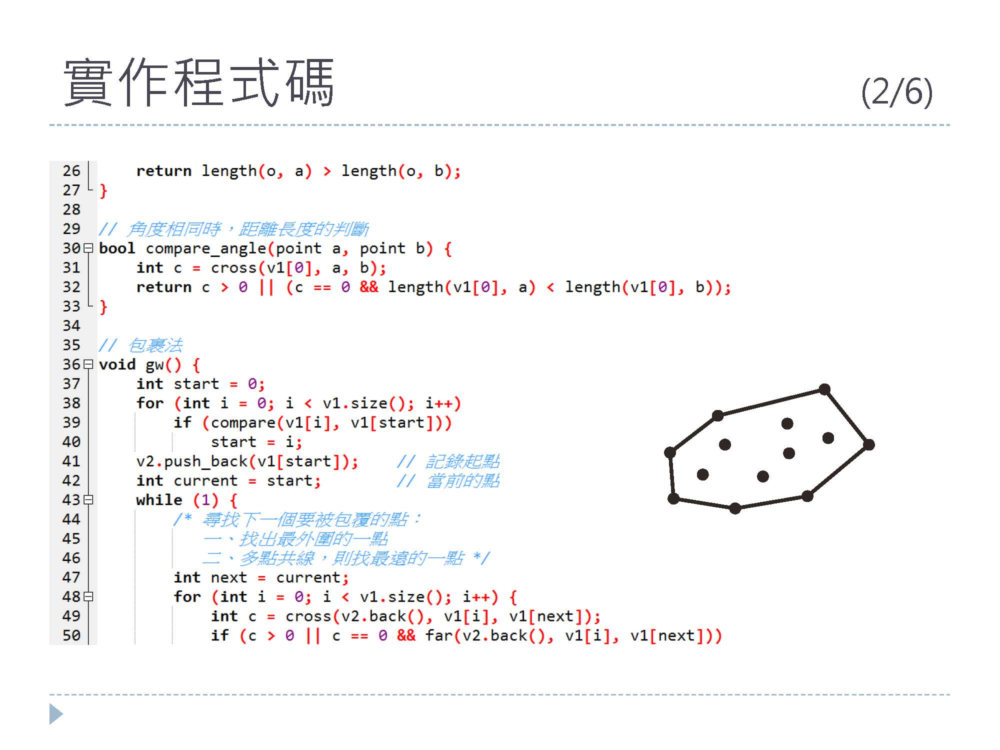 實作程式碼 (2/6)
26 return length(o, a) > length(o, b);
27 }
28
29 // 角度相同時，距離長度的判斷
30 bool compare_angle(point a, point b) {
31 int c = cross(v1[0], a, b);
32 return c > 0 || (c == 0 && length(v1[0], a) < length(v1[0], b));
33 }
34
35 // 包裹法
36 void gw() {
37 int start = 0;
38 for (int i = 0; i < v1.size(); i++)
39 if (compare(v1[i], v1[start]))
40 start = i;
41 v2.push_back(v1[start]); // 記錄起點
42 int current = start; // 當前的點
43 while (1) {
44 /* 尋找下一個要被包覆的點：
45 一、找出最外圍的一點
46 二、多點共線，則找最遠的一點 */
47 int next = current;
48 for (int i = 0; i < v1.size(); i++) {
49 int c = cross(v2.back(), v1[i], v1[next]);
50 if (c > 0 || c == 0 && far(v2.back(), v1[i], v1[next]))